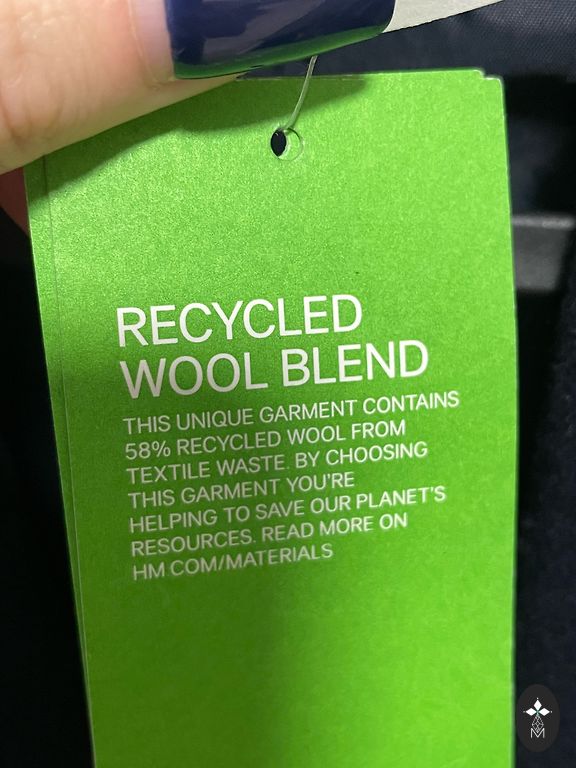 RECYCLED
WOOL BLEND
THIS UNIQUE GARMENT CONTAINS
58% RECYCLED WOOL FROM
TEXTILE WASTE. BY CHOOSING
THIS GARMENT YOU'RE
HELPING TO SAVE OUR PLANET'S
RESOURCES. READ MORE ON
HM.COM/MATERIALS
M